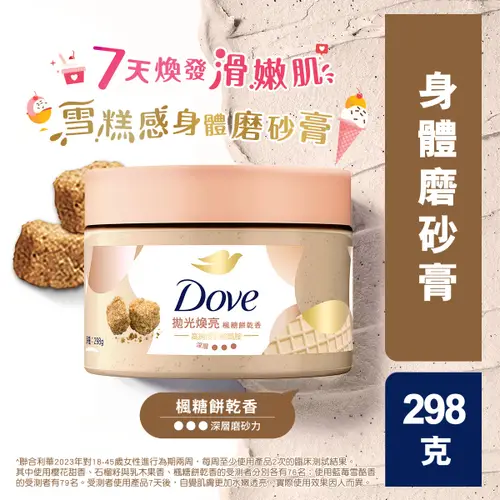 7天煥發滑嫩肌
雪糕感身體磨砂膏
身體磨砂膏
Dove
拋光煥亮 楓糖餅乾香
深層
298g
楓糖餅乾香
深層磨砂力
298
克
^聯合利華2023年對18-45歲女性進行為期兩周，每周至少使用產品2次的臨床測試結果。
其中使用櫻花甜香、石榴籽與乳木果香、楓糖餅乾香的受測者分別各有76名；使用藍莓雪酪香
的受測者有79名。受測者使用產品7天後，自覺肌膚更加水嫩透亮，實際使用效果因人而異。